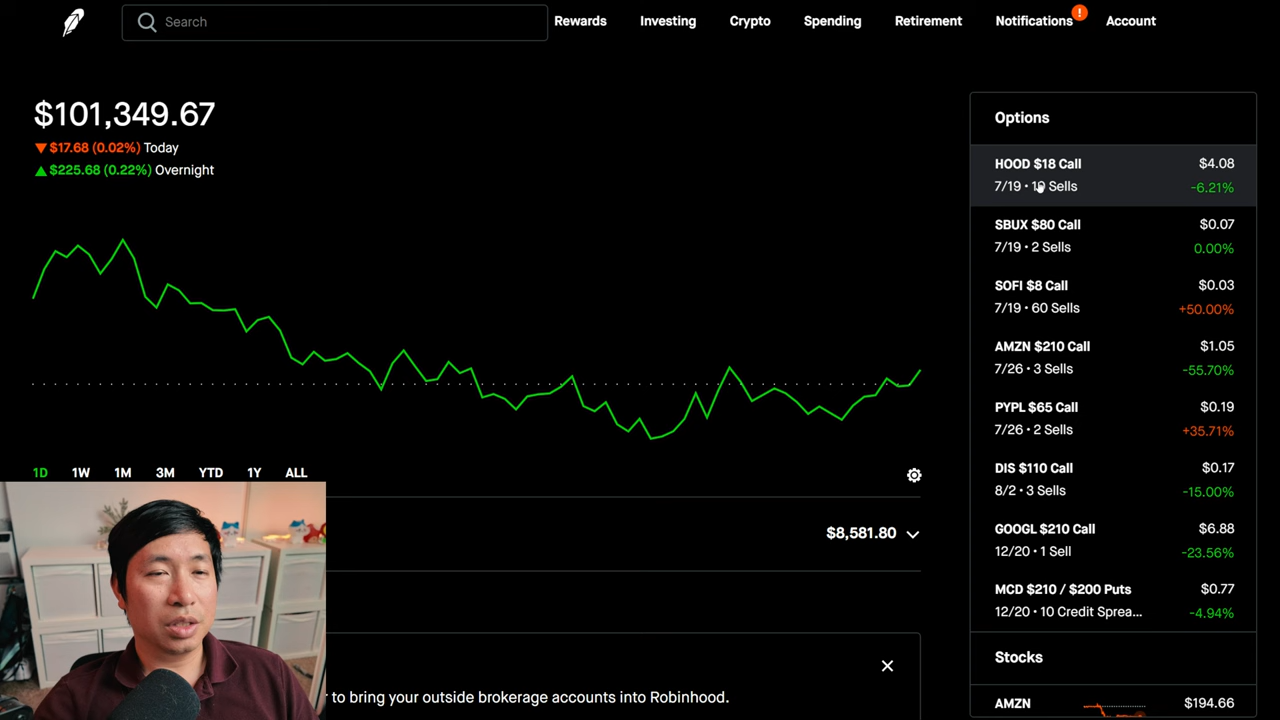 Search
Rewards
Investing
Crypto
Spending
Retirement
Notifications
!
Account
$101,349.67
$17.68 (0.02%) Today
$225.68 (0.22%) Overnight
1D
1W
1M
3M
YTD
1Y
ALL
$8,581.80
r to bring your outside brokerage accounts into Robinhood.
Options
HOOD $18 Call $4.08
7/19 • Sells -6.21%
SBUX $80 Call $0.07
7/19 • 2 Sells 0.00%
SOFI $8 Call $0.03
7/19 • 60 Sells +50.00%
AMZN $210 Call $1.05
7/26 • 3 Sells -55.70%
PYPL $65 Call $0.19
7/26 • 2 Sells +35.71%
DIS $110 Call $0.17
8/2 • 3 Sells -15.00%
GOOGL $210 Call $6.88
12/20 • 1 Sell -23.56%
MCD $210 / $200 Puts $0.77
12/20 • 10 Credit Sprea... -4.94%
Stocks
AMZN $194.66